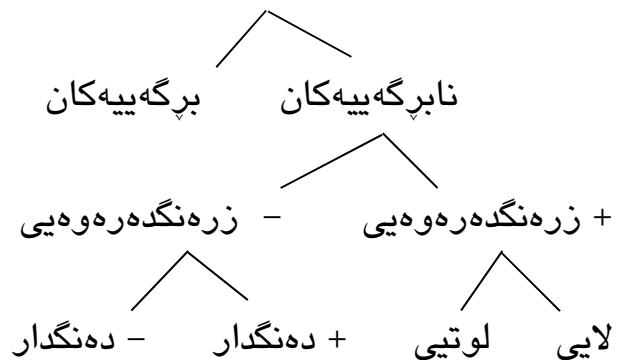 نابڕگەییەکان بڕگەییەکان
+ زرەنگدەرەوەیی – زرەنگدەرەوەیی
لایی لوتیی + دەنگدار – دەنگدار